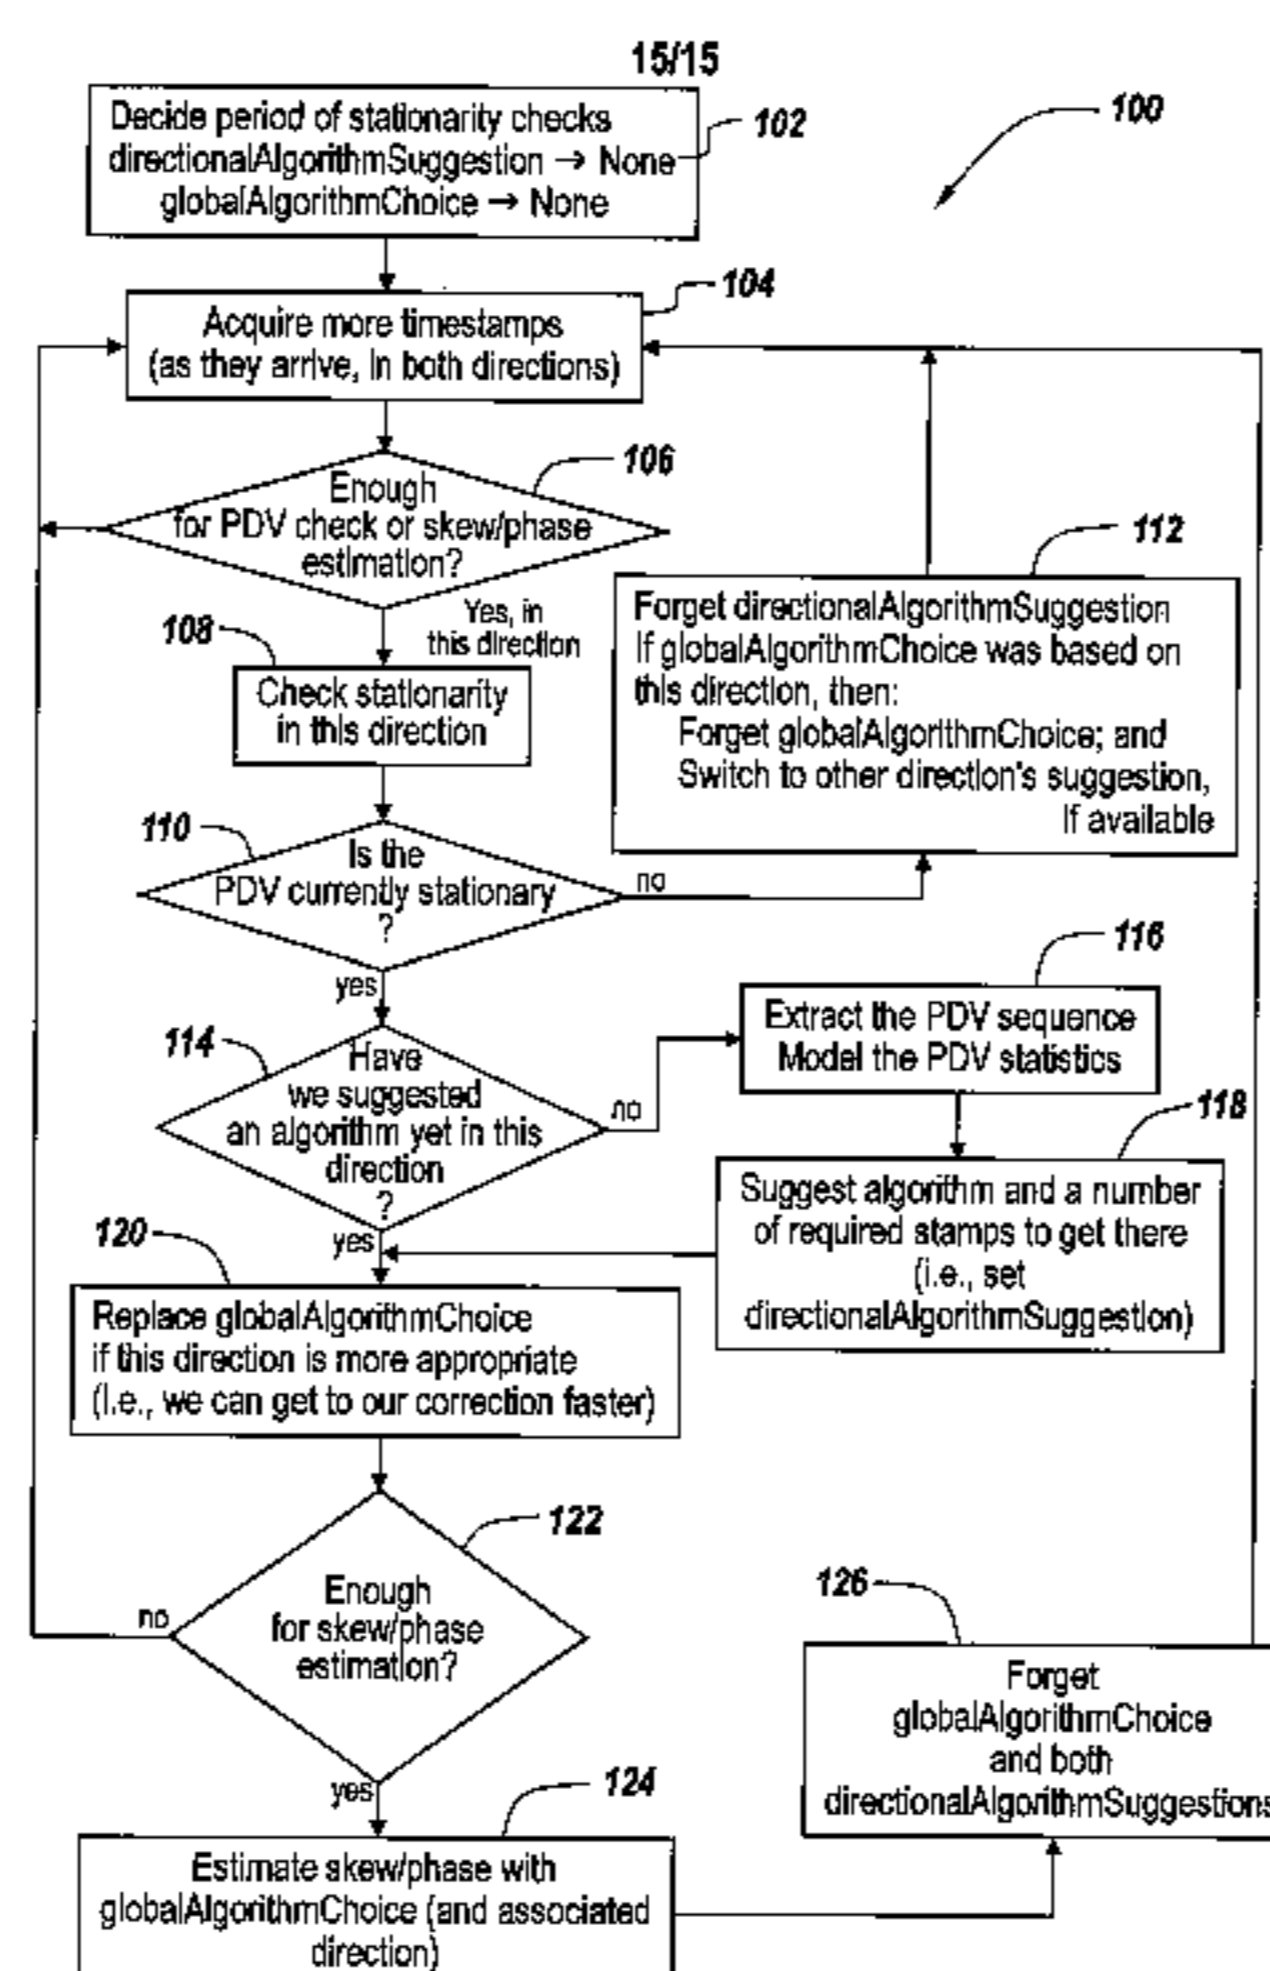 15/15
Decide period of stationarity checks
directionalAlgorithmSuggestion → None
globalAlgorithmChoice → None
102
100
104
Acquire more timestamps
(as they arrive, in both directions)
106
Enough
for PDV check or skew/phase
estimation?
Yes, in
this direction
108
Check stationarity
in this direction
112
Forget directionalAlgorithmSuggestion
If globalAlgorithmChoice was based on
this direction, then:
Forget globalAlgorithmChoice; and
Switch to other direction's suggestion,
if available
110
Is the
PDV currently stationary
?
no
yes
114
Have
we suggested
an algorithm yet in this
direction
?
no
yes
116
Extract the PDV sequence
Model the PDV statistics
118
Suggest algorithm and a number
of required stamps to get there
(i.e., set
directionalAlgorithmSuggestion)
120
Replace globalAlgorithmChoice
if this direction is more appropriate
(i.e., we can get to our correction faster)
122
Enough
for skew/phase
estimation?
no
yes
124
Estimate skew/phase with
globalAlgorithmChoice (and associated
direction)
126
Forget
globalAlgorithmChoice
and both
directionalAlgorithmSuggestions